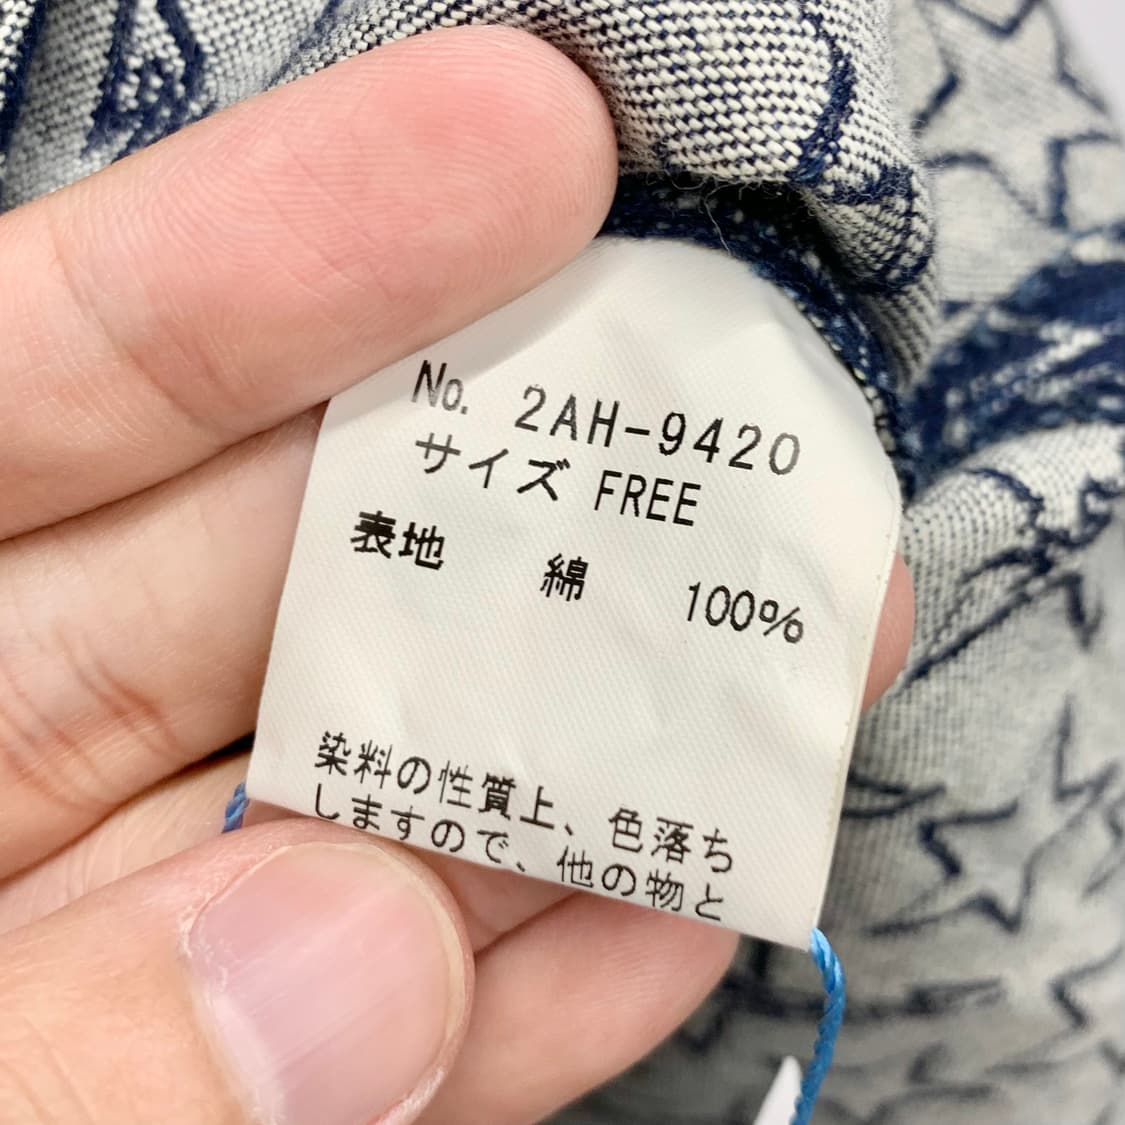 No. 2AH-9420
サイズ FREE
表地 綿 100%
染料の性質上、色落ち
しますので、他の物と